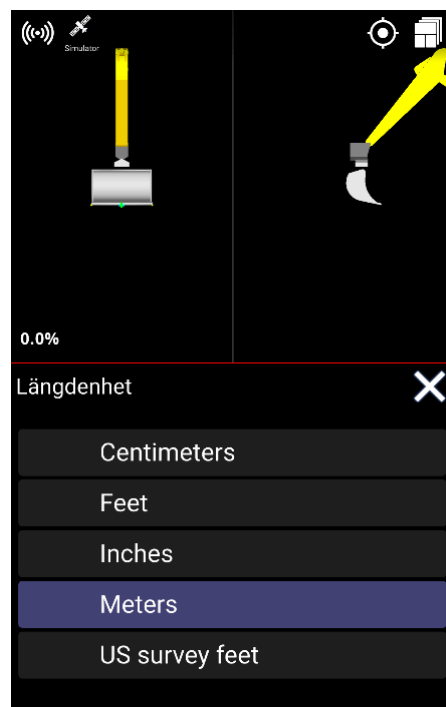 Simulator
0.0%
Längdenhet
Centimeters
Feet
Inches
Meters
US survey feet